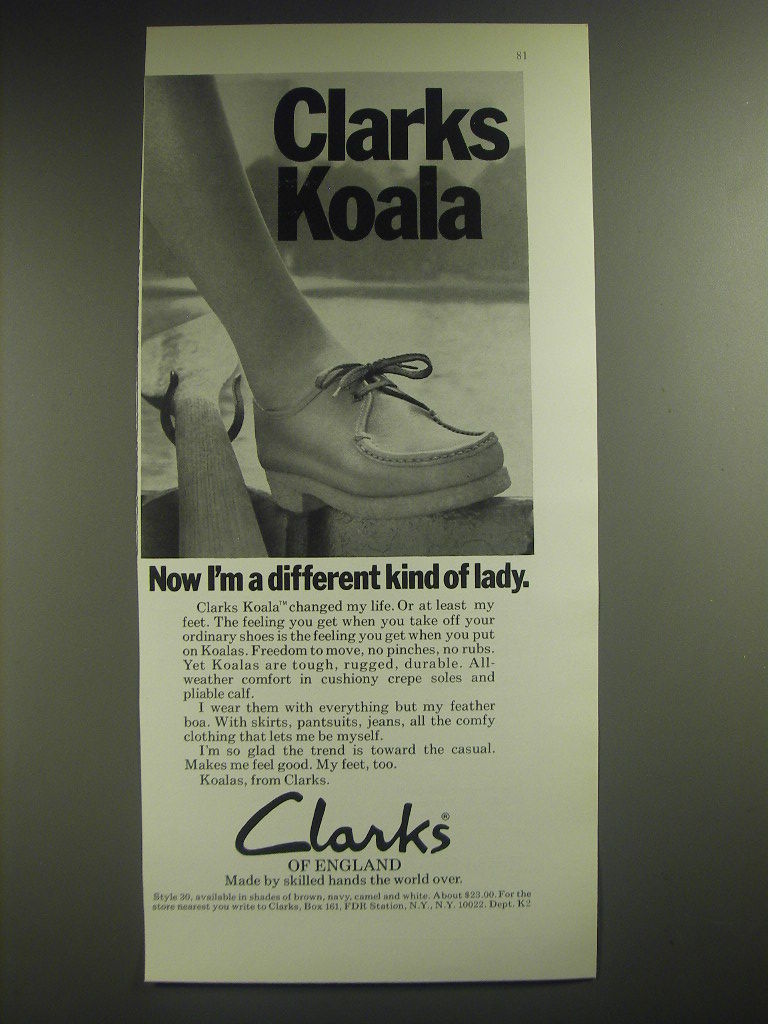 81
Clarks
Koala
Now I'm a different kind of lady.
Clarks Koala™ changed my life. Or at least my
feet. The feeling you get when you take off your
ordinary shoes is the feeling you get when you put
on Koalas. Freedom to move, no pinches, no rubs.
Yet Koalas are tough, rugged, durable. All-
weather comfort in cushiony crepe soles and
pliable calf.
I wear them with everything but my feather
boa. With skirts, pantsuits, jeans, all the comfy
clothing that lets me be myself.
I'm so glad the trend is toward the casual.
Makes me feel good. My feet, too.
Koalas, from Clarks.
Clarks®
OF ENGLAND
Made by skilled hands the world over.
Style 30, available in shades of brown, navy, camel and white. About $23.00. For the
store nearest you write to Clarks, Box 161, FDR Station, N.Y., N.Y. 10022. Dept. K2